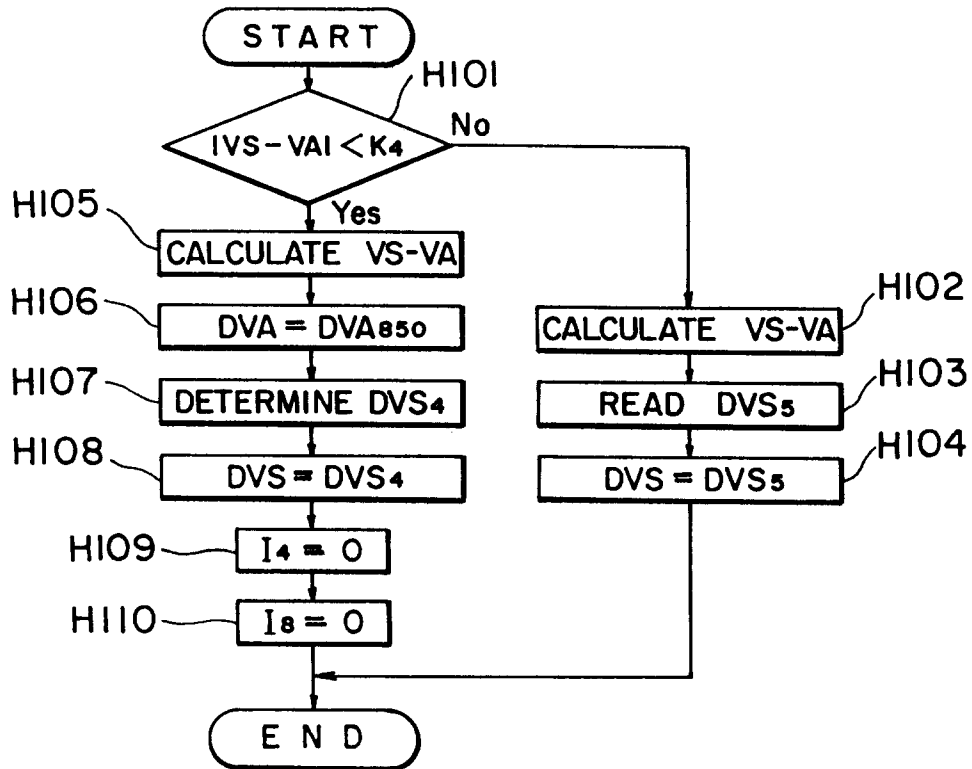 START
H101
|VS-VA| < K4
No
Yes
H105
CALCULATE VS-VA
H106
DVA = DVA850
H107
DETERMINE DVS4
H108
DVS = DVS4
H109
I4 = 0
H110
I8 = 0
H102
CALCULATE VS-VA
H103
READ DVS5
H104
DVS = DVS5
END